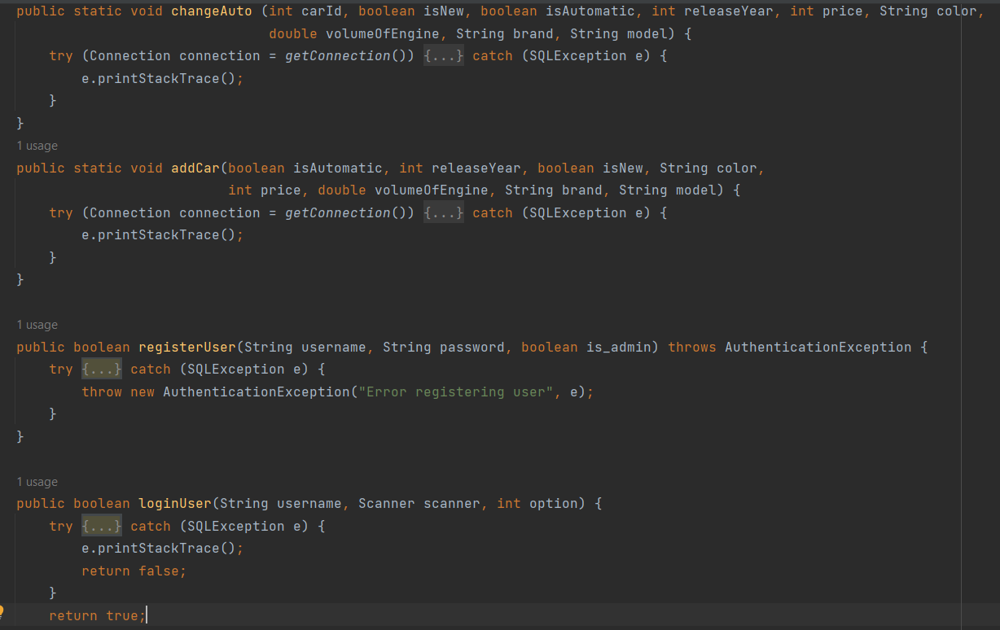 public static void changeAuto (int carId, boolean isNew, boolean isAutomatic, int releaseYear, int price, String color,
double volumeOfEngine, String brand, String model) {
try (Connection connection = getConnection()) {...} catch (SQLException e) {
e.printStackTrace();
}
}
1 usage
public static void addCar(boolean isAutomatic, int releaseYear, boolean isNew, String color,
int price, double volumeOfEngine, String brand, String model) {
try (Connection connection = getConnection()) {...} catch (SQLException e) {
e.printStackTrace();
}
}
1 usage
public boolean registerUser(String username, String password, boolean is_admin) throws AuthenticationException {
try {...} catch (SQLException e) {
throw new AuthenticationException("Error registering user", e);
}
}
1 usage
public boolean loginUser(String username, Scanner scanner, int option) {
try {...} catch (SQLException e) {
e.printStackTrace();
return false;
}
return true;